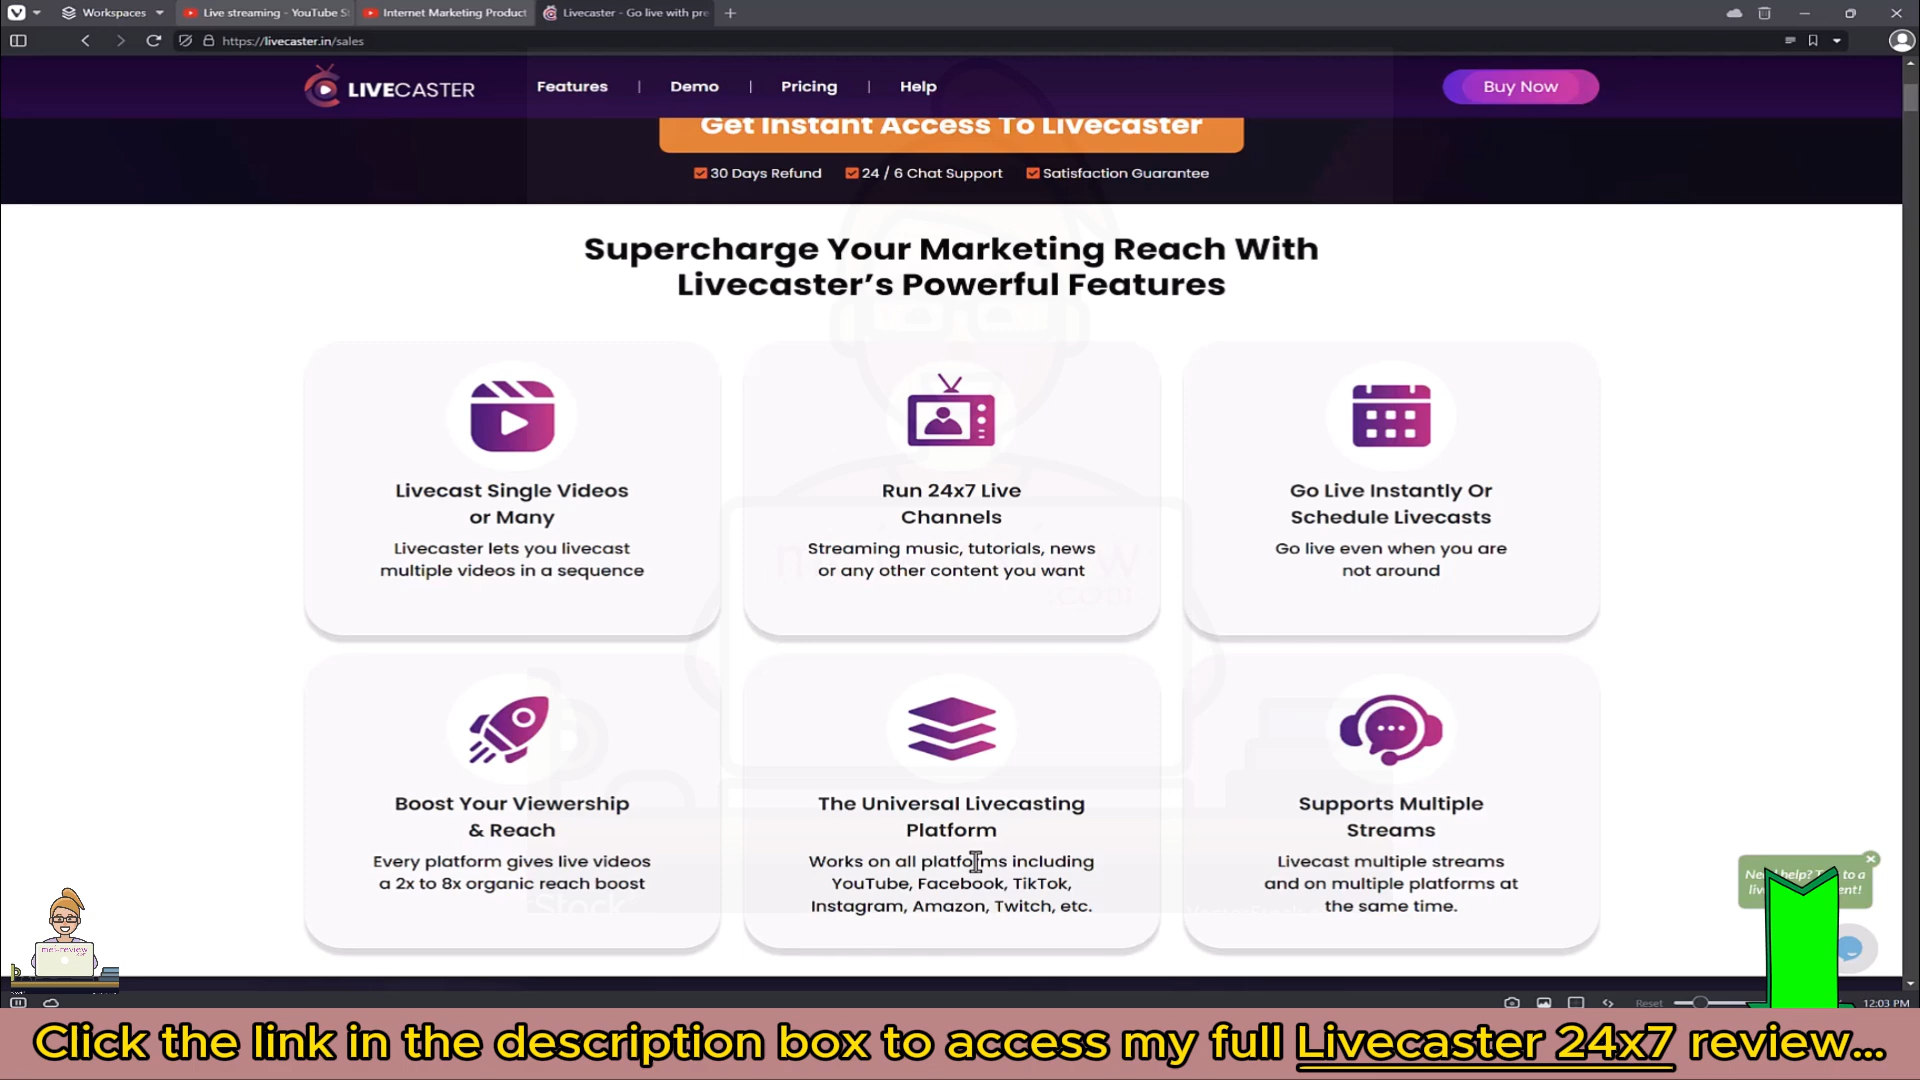 Workspaces
Live streaming - YouTube S
Internet Marketing Product
Livecaster - Go live with pre
https://livecaster.in/sales
LIVECASTER
Features | Demo | Pricing | Help
Buy Now
Get Instant Access To Livecaster
30 Days Refund
24 / 6 Chat Support
Satisfaction Guarantee
Supercharge Your Marketing Reach With
Livecaster's Powerful Features
Livecast Single Videos
or Many
Livecaster lets you livecast
multiple videos in a sequence
Run 24x7 Live
Channels
Streaming music, tutorials, news
or any other content you want
Go Live Instantly Or
Schedule Livecasts
Go live even when you are
not around
Boost Your Viewership
& Reach
Every platform gives live videos
a 2x to 8x organic reach boost
The Universal Livecasting
Platform
Works on all platforms including
YouTube, Facebook, TikTok,
Instagram, Amazon, Twitch, etc.
Supports Multiple
Streams
Livecast multiple streams
and on multiple platforms at
the same time.
.com
help?
to a
Reset
12:03 PM
Click the link in the description box to access my full Livecaster 24x7 review...